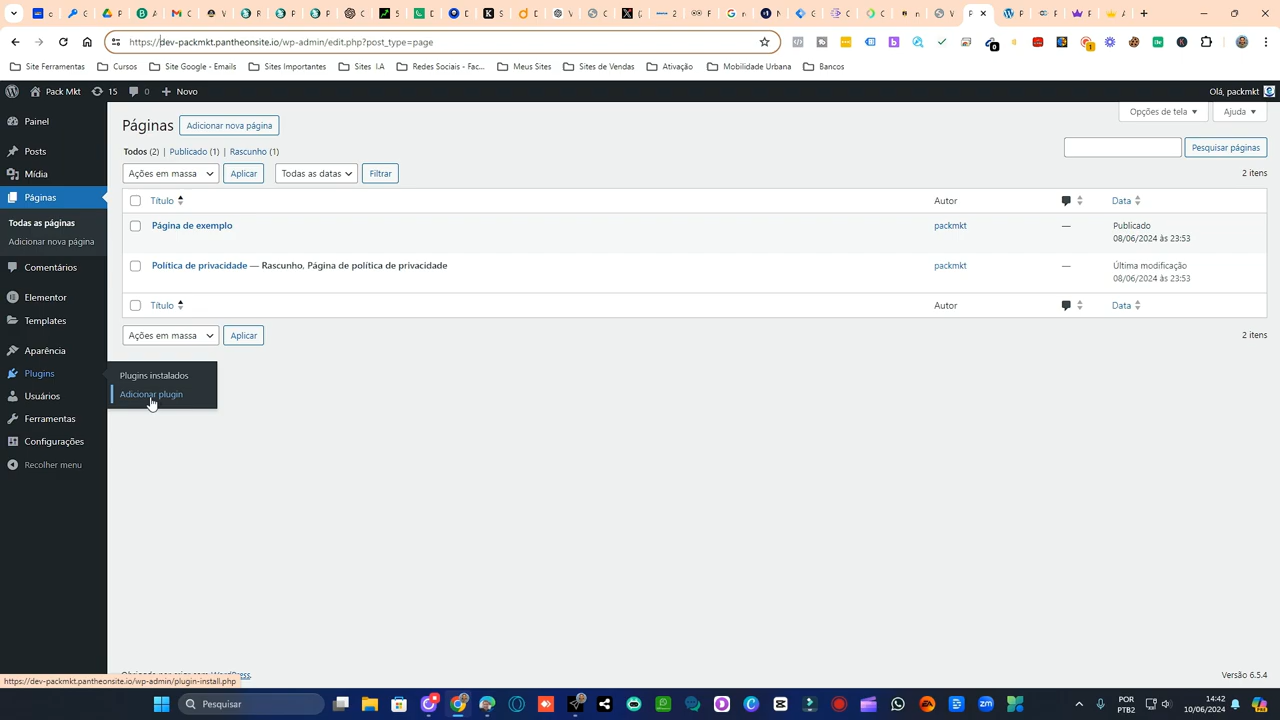 https://dev-packmkt.pantheonsite.io/wp-admin/edit.php?post_type=page
Site Ferramentas
Cursos
Site Google - Emails
Sites Importantes
Sites I.A
Redes Sociais - Fac...
Meus Sites
Sites de Vendas
Ativação
Mobilidade Urbana
Bancos
Pack Mkt
15
0
Novo
Olá, packmkt
Painel
Posts
Mídia
Páginas
Todas as páginas
Adicionar nova página
Comentários
Elementor
Templates
Aparência
Plugins
Usuários
Ferramentas
Configurações
Recolher menu
Plugins instalados
Adicionar plugin
Opções de tela
Ajuda
Páginas
Adicionar nova página
Todos (2) | Publicado (1) | Rascunho (1)
Pesquisar páginas
Ações em massa
Aplicar
Todas as datas
Filtrar
2 itens
Título
Autor
Data
Página de exemplo
packmkt
—
Publicado
08/06/2024 às 23:53
Política de privacidade — Rascunho, Página de política de privacidade
packmkt
—
Última modificação
08/06/2024 às 23:53
Título
Autor
Data
Ações em massa
Aplicar
2 itens
WordPress.
Versão 6.5.4
https://dev-packmkt.pantheonsite.io/wp-admin/plugin-install.php
Pesquisar
POR
PTB2
14:42
10/06/2024